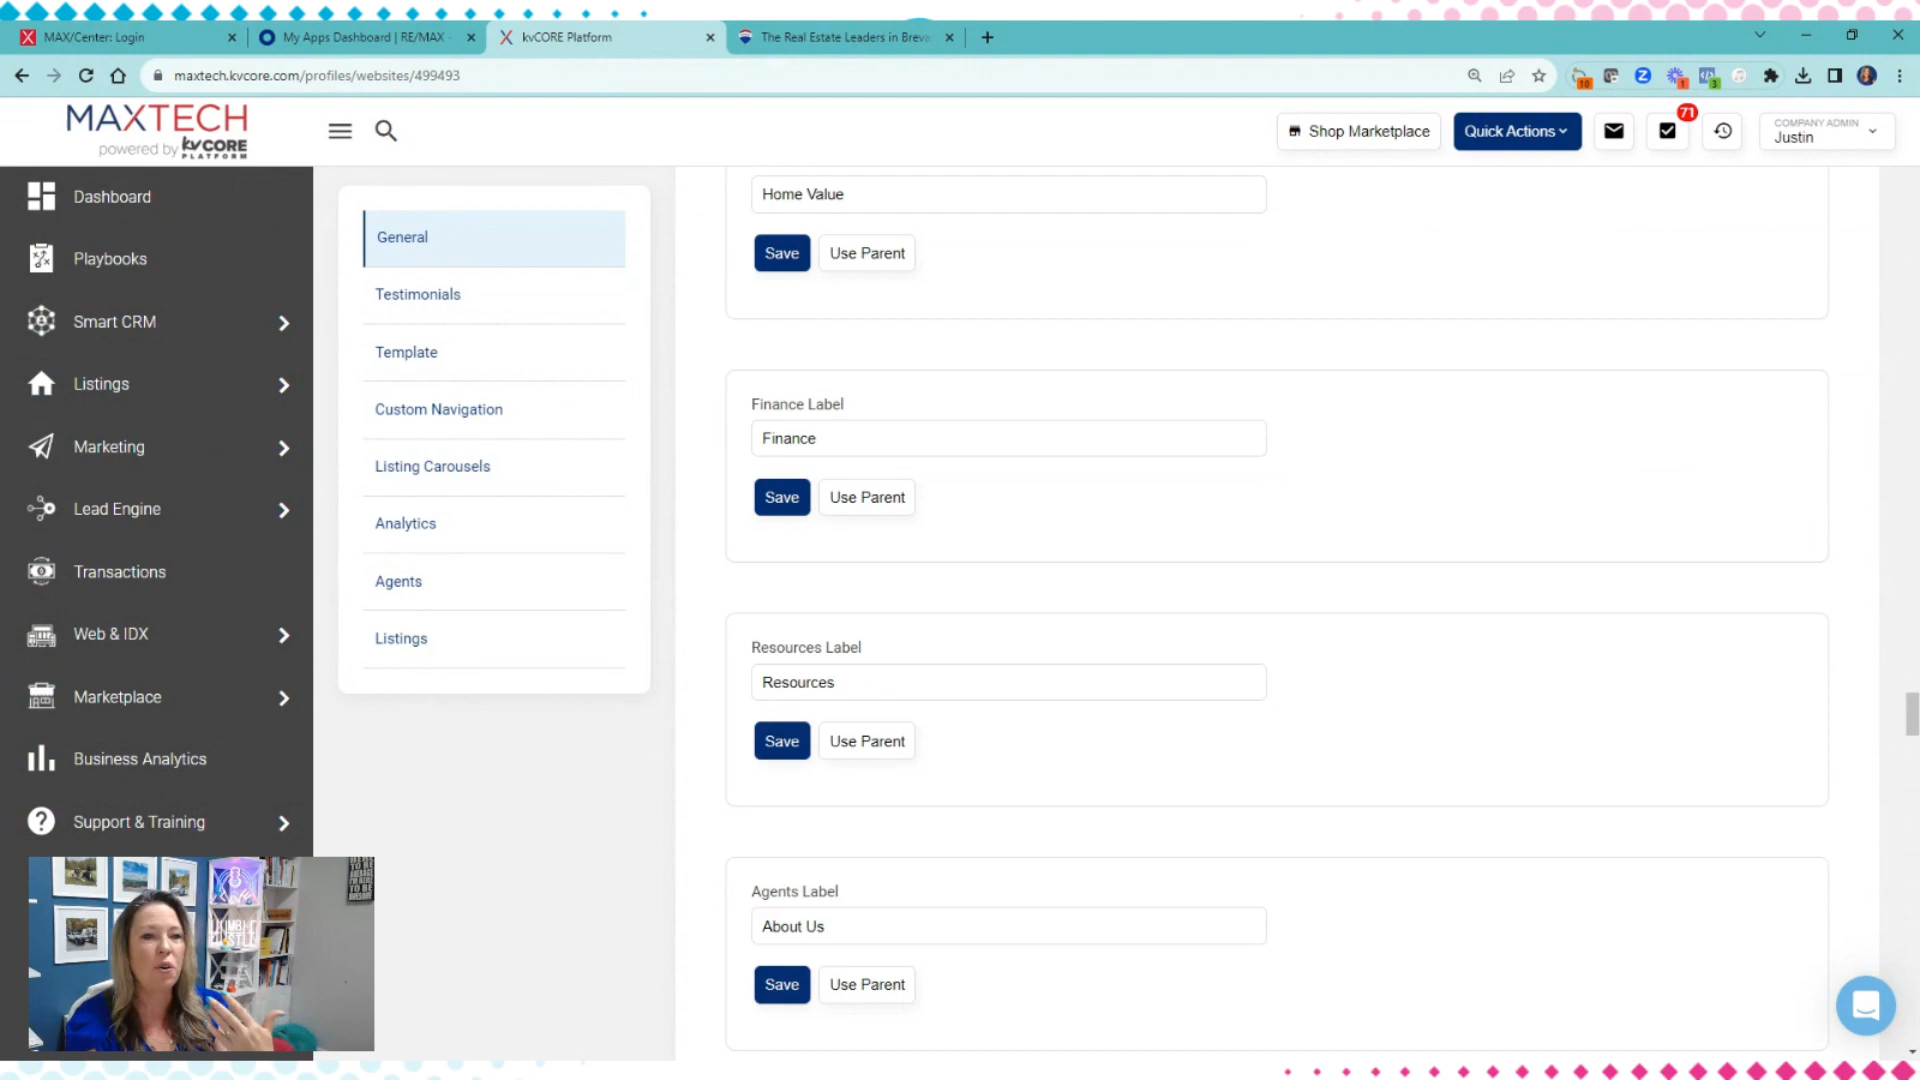 MAX/Center: Login
My Apps Dashboard | RE/MAX -
kvCORE Platform
The Real Estate Leaders in Breva
maxtech.kvcore.com/profiles/websites/499493
10
1
3
MAXTECH
powered by kvCORE
PLATFORM
Shop Marketplace
Quick Actions
71
COMPANY ADMIN
Justin
Dashboard
Playbooks
Smart CRM
Listings
Marketing
Lead Engine
Transactions
Web & IDX
Marketplace
Business Analytics
Support & Training
General
Testimonials
Template
Custom Navigation
Listing Carousels
Analytics
Agents
Listings
Home Value
Save
Use Parent
Finance Label
Finance
Save
Use Parent
Resources Label
Resources
Save
Use Parent
Agents Label
About Us
Save
Use Parent